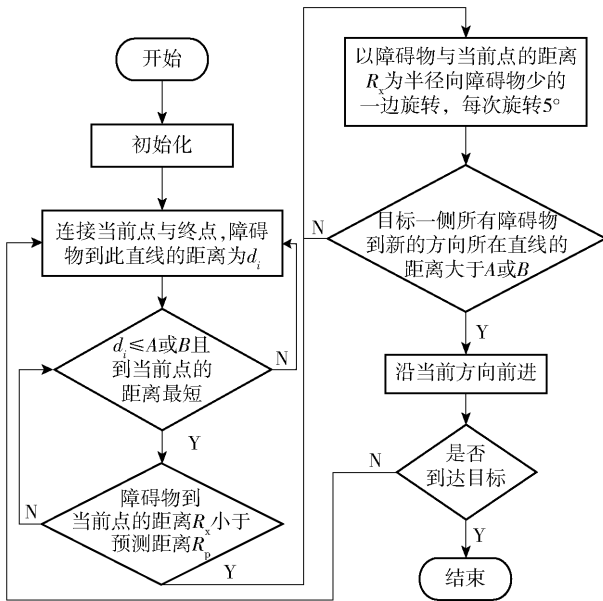 开始
初始化
连接当前点与终点,障碍
物到此直线的距离为d_i
d_i≤A或B且
到当前点的
距离最短
N
Y
障碍物到
当前点的距离R_x小于
预测距离R_p
N
Y
以障碍物与当前点的距离
R_x为半径向障碍物少的
一边旋转，每次旋转5°
目标一侧所有障碍物
到新的方向所在直线的
距离大于A或B
N
Y
沿当前方向前进
是否
到达目标
N
Y
结束